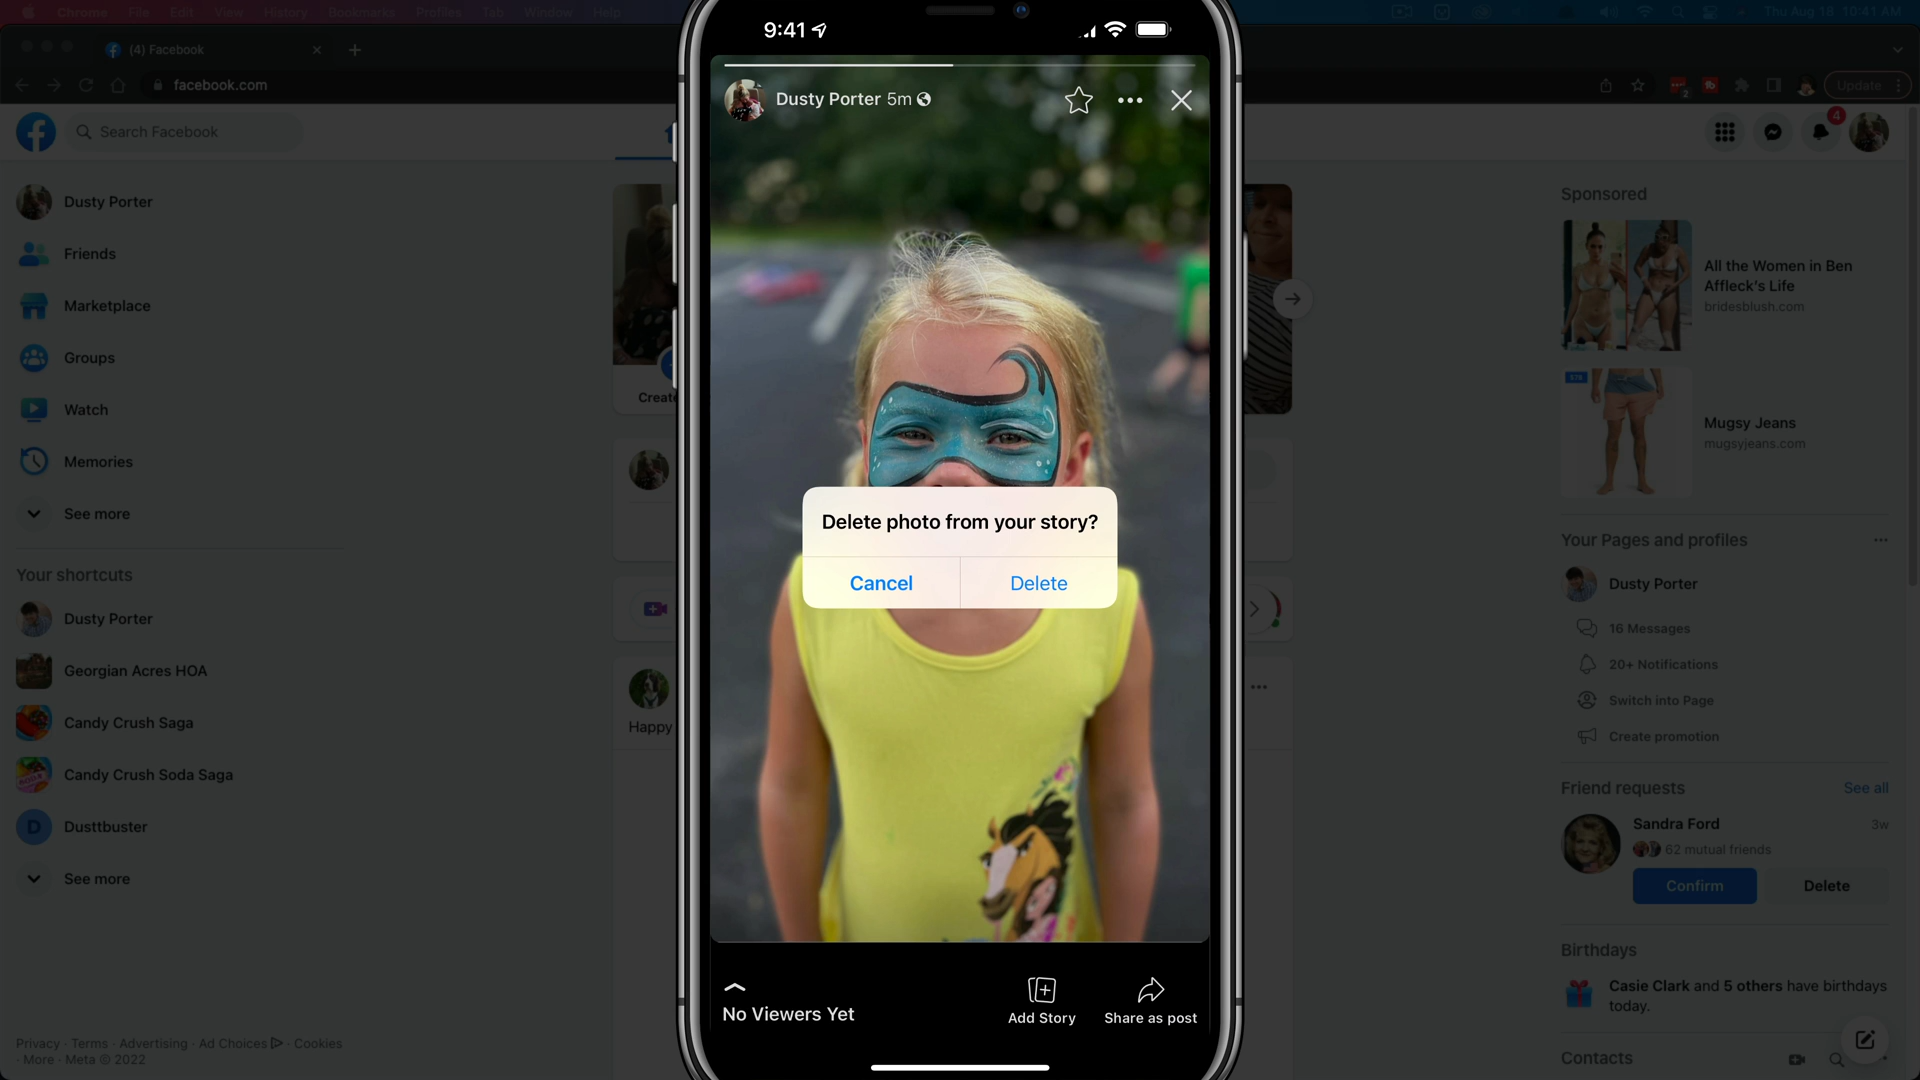 Chrome File Edit View History Bookmarks Profiles Tab Window Help
Thu Aug 18 10:41 AM
(4) Facebook
facebook.com
Update
Search Facebook
4
Dusty Porter
Friends
Marketplace
Groups
Watch
Memories
See more
Your shortcuts
Dusty Porter
Georgian Acres HOA
Candy Crush Saga
Candy Crush Soda Saga
D
Dusttbuster
See more
Privacy · Terms · Advertising · Ad Choices · Cookies
· More · Meta © 2022
Create
Happy
9:41
Dusty Porter 5m
Delete photo from your story?
Cancel
Delete
No Viewers Yet
Add Story
Share as post
Sponsored
All the Women in Ben
Affleck's Life
bridesblush.com
Mugsy Jeans
mugsyjeans.com
Your Pages and profiles
Dusty Porter
16 Messages
20+ Notifications
Switch into Page
Create promotion
Friend requests
See all
Sandra Ford
3w
62 mutual friends
Confirm
Delete
Birthdays
Casie Clark and 5 others have birthdays
today.
Contacts